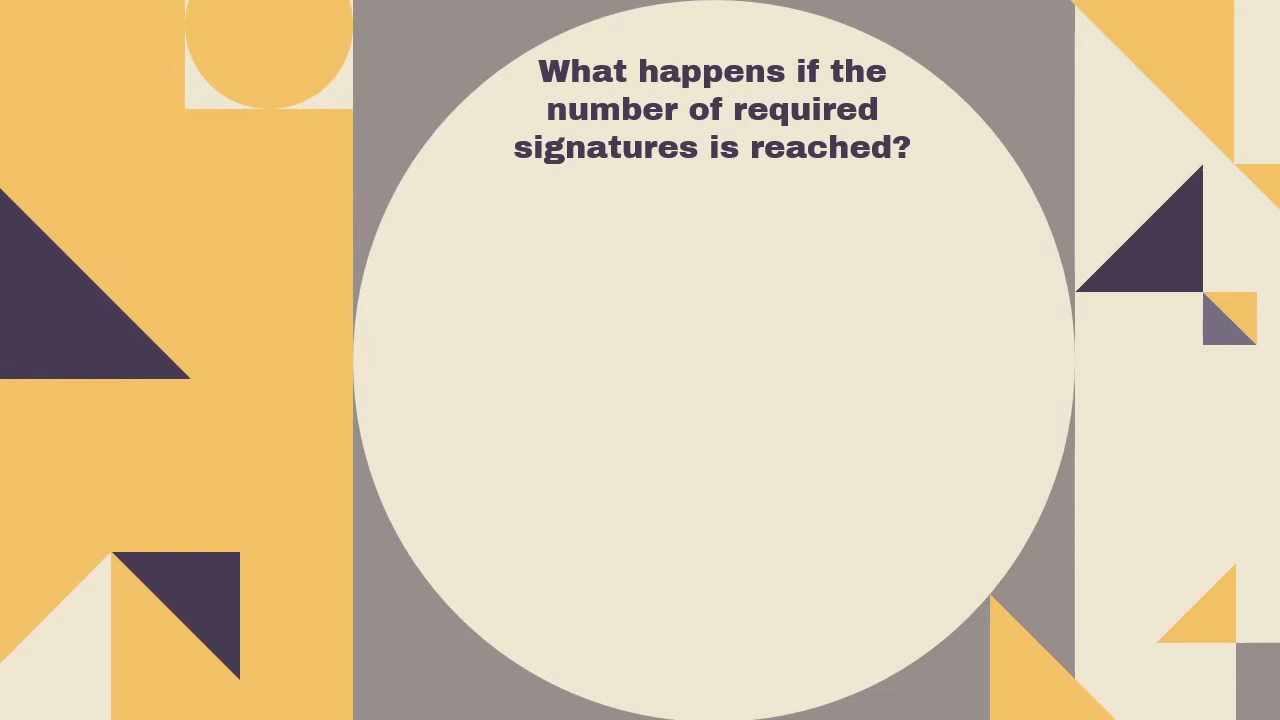 What happens if the
number of required
signatures is reached?